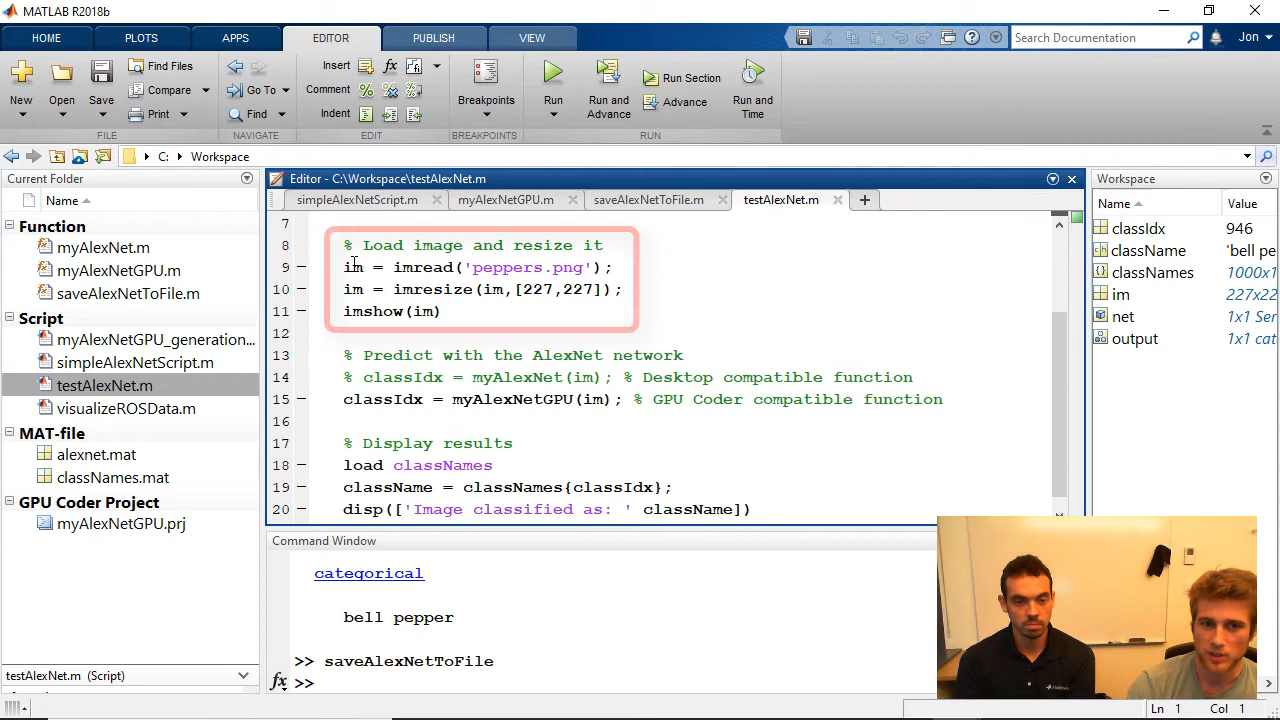 MATLAB R2018b
HOME PLOTS APPS EDITOR PUBLISH VIEW
Search Documentation
Jon
New
Open
Save
Find Files
Compare
Print
FILE
Go To
Find
NAVIGATE
Insert
Comment
Indent
EDIT
Breakpoints
BREAKPOINTS
Run
Run and
Advance
Run Section
Advance
Run and
Time
RUN
C: Workspace
Current Folder
Name
Function
myAlexNet.m
myAlexNetGPU.m
saveAlexNetToFile.m
Script
myAlexNetGPU_generation...
simpleAlexNetScript.m
testAlexNet.m
visualizeROSData.m
MAT-file
alexnet.mat
classNames.mat
GPU Coder Project
myAlexNetGPU.prj
testAlexNet.m (Script)
Editor - C:\Workspace\testAlexNet.m
simpleAlexNetScript.m myAlexNetGPU.m saveAlexNetToFile.m testAlexNet.m
7
8 % Load image and resize it
9 im = imread('peppers.png');
10 im = imresize(im,[227,227]);
11 imshow(im)
12
13 % Predict with the AlexNet network
14 % classIdx = myAlexNet(im); % Desktop compatible function
15 classIdx = myAlexNetGPU(im); % GPU Coder compatible function
16
17 % Display results
18 load classNames
19 className = classNames{classIdx};
20 disp(['Image classified as: ' className])
Command Window
categorical
bell pepper
>> saveAlexNetToFile
fx >>
Workspace
Name Value
classIdx 946
className 'bell pe
classNames 1000x1
im 227x22
net 1x1 Ser
output 1x1 cat
Ln 1 Col 1